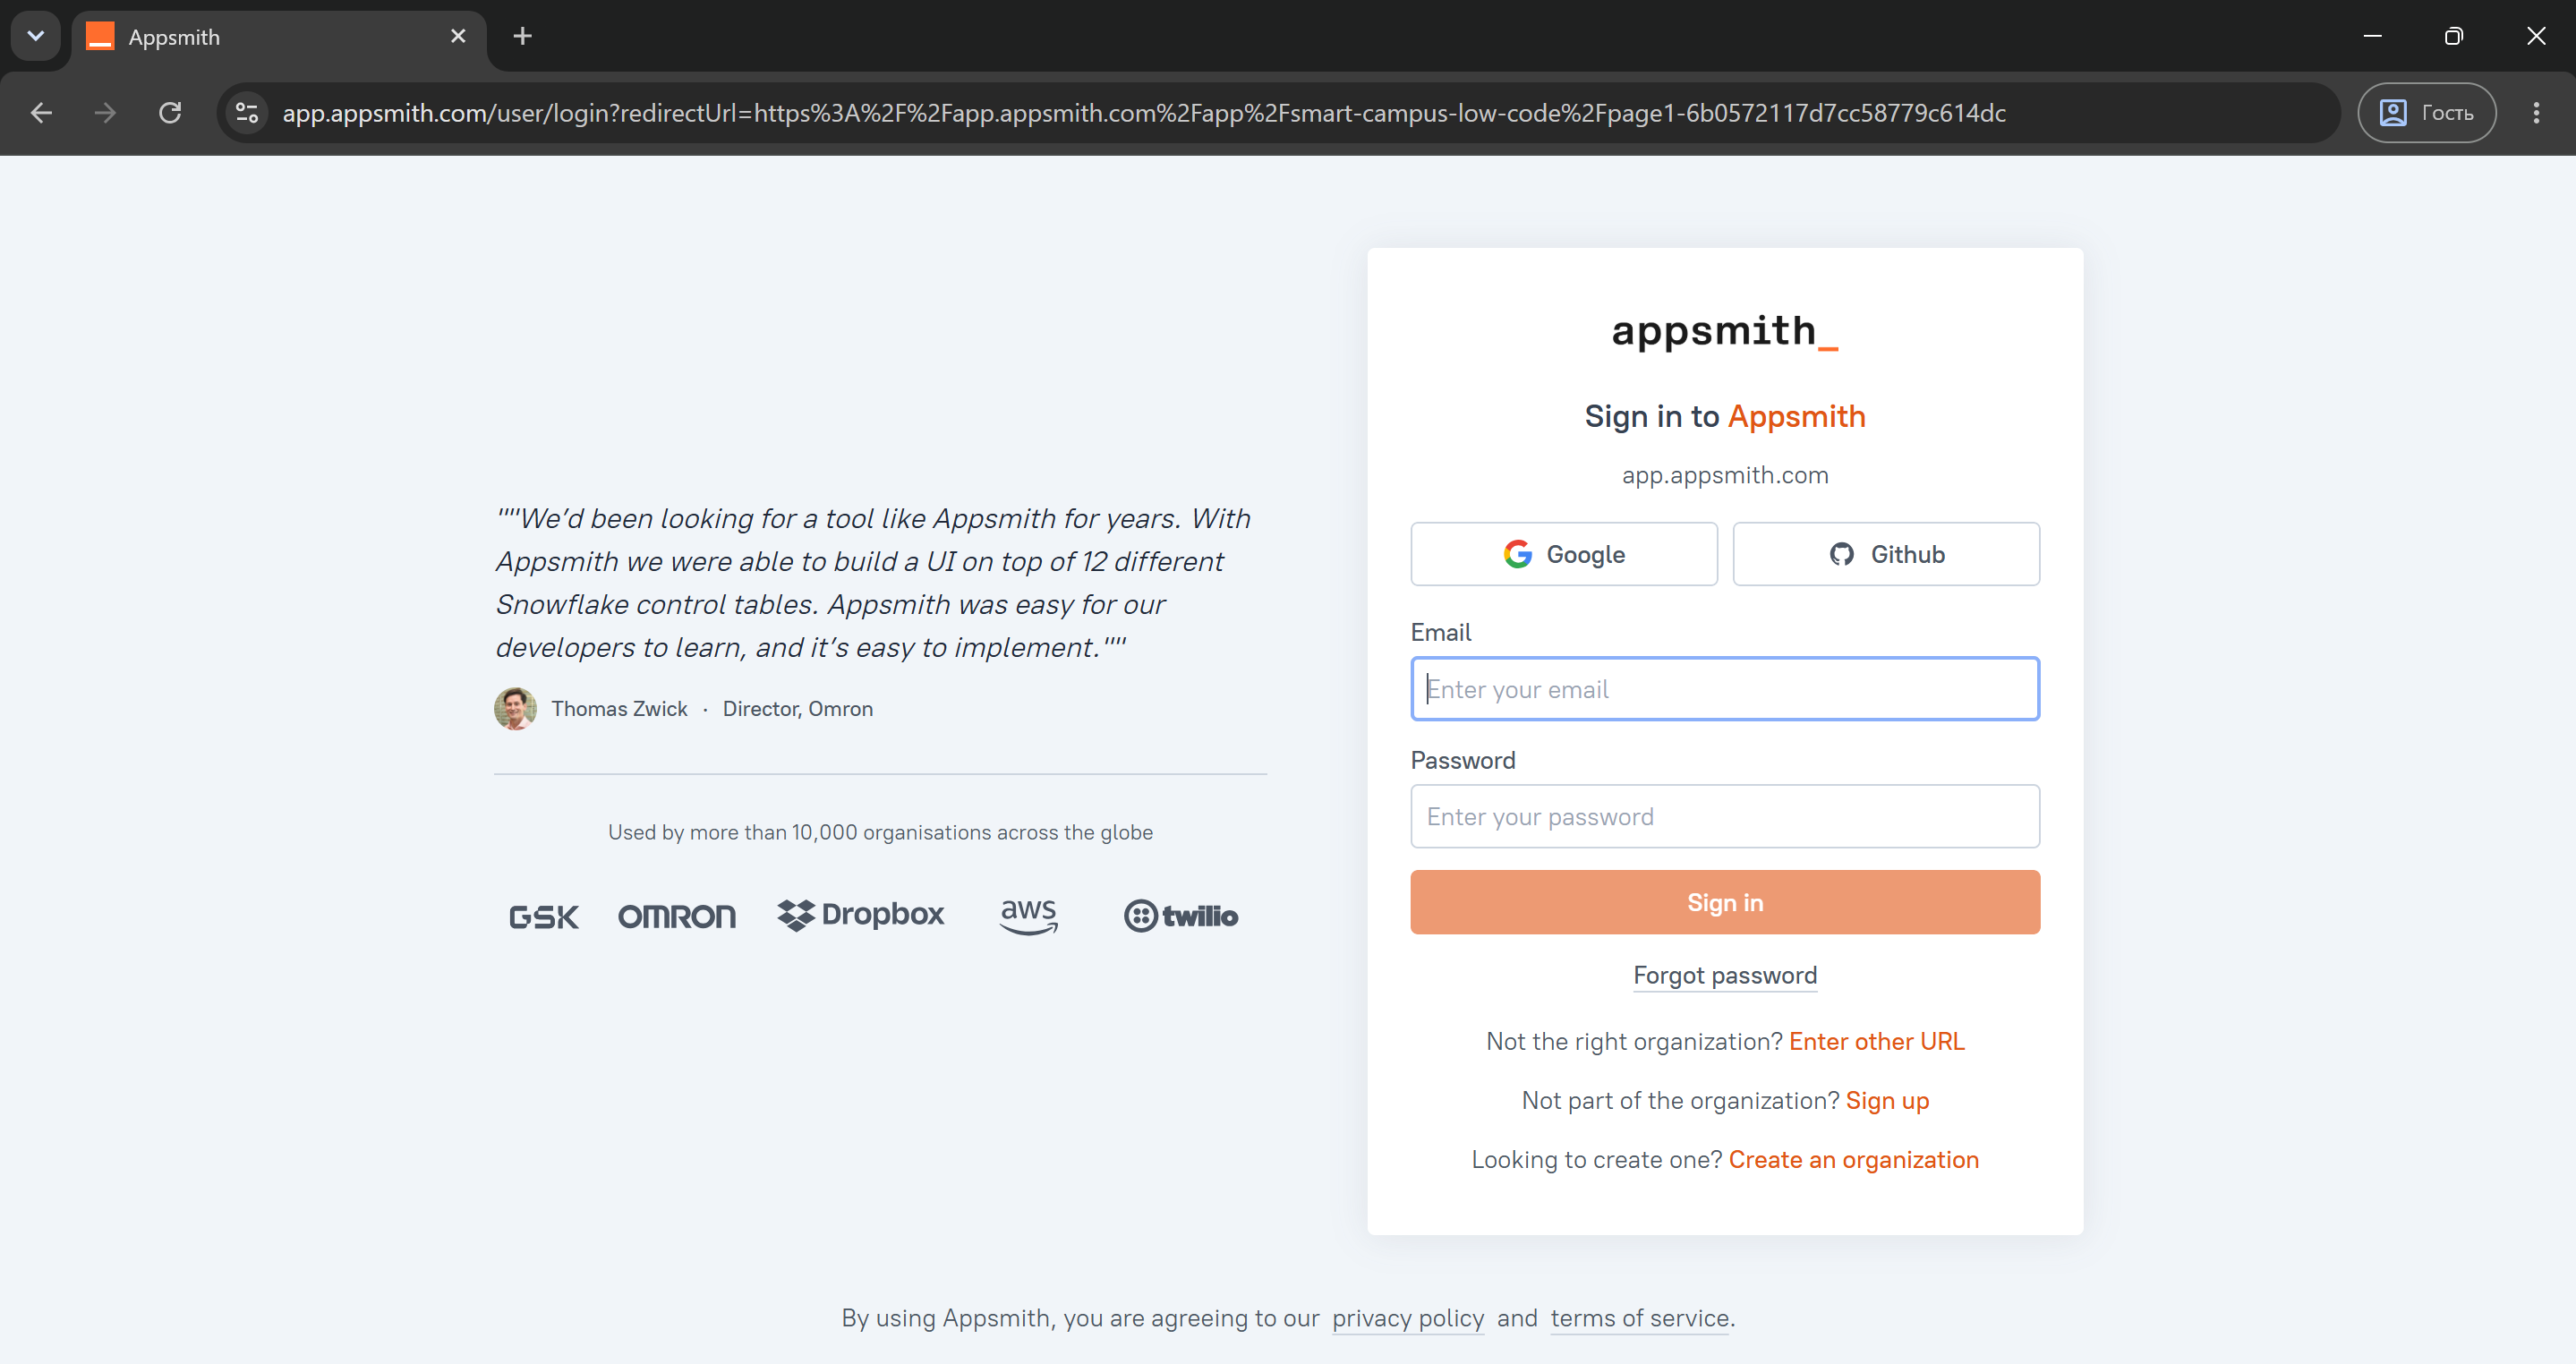 Appsmith
app.appsmith.com/user/login?redirectUrl=https%3A%2F%2Fapp.appsmith.com%2Fapp%2Fsmart-campus-low-code%2Fpage1-6b0572117d7cc58779c614dc
Гость
""We’d been looking for a tool like Appsmith for years. With
Appsmith we were able to build a UI on top of 12 different
Snowflake control tables. Appsmith was easy for our
developers to learn, and it’s easy to implement.""
Thomas Zwick · Director, Omron
Used by more than 10,000 organisations across the globe
GSK OMRON Dropbox aws twilio
appsmith_
Sign in to Appsmith
app.appsmith.com
Google
Github
Email
Enter your email
Password
Enter your password
Sign in
Forgot password
Not the right organization? Enter other URL
Not part of the organization? Sign up
Looking to create one? Create an organization
By using Appsmith, you are agreeing to our privacy policy and terms of service.